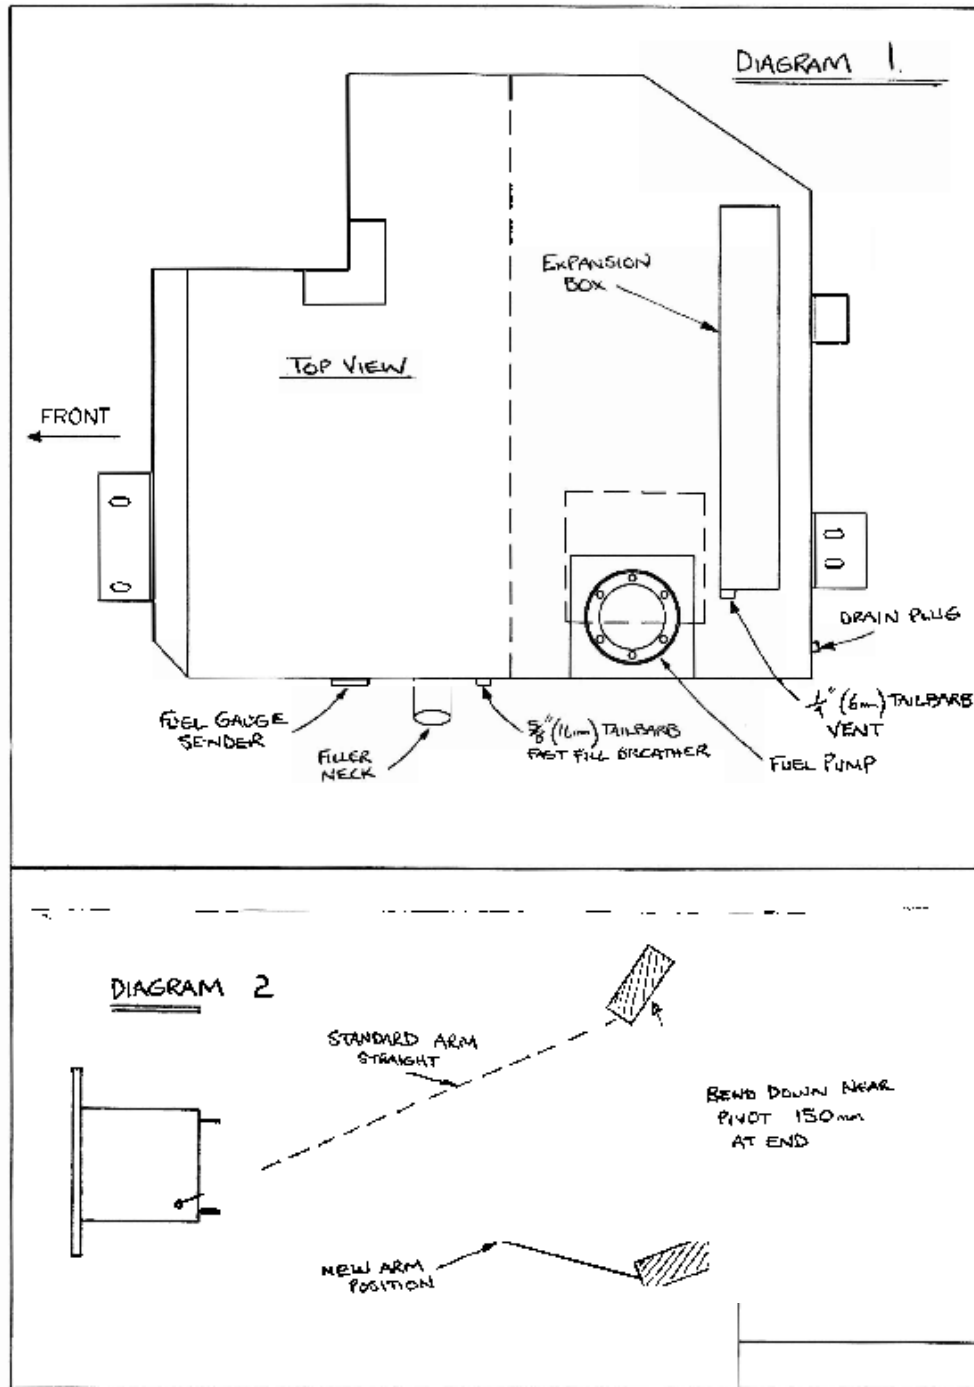 DIAGRAM 1.
EXPANSION
BOX
TOP VIEW
FRONT
DRAIN PLUG
1/4" (6mm) TAILBARB
VENT
FUEL GAUGE
SENDER
FILLER
NECK
5/8" (16mm) TAILBARB
FAST FILL BREATHER
FUEL PUMP
DIAGRAM 2
STANDARD ARM
STRAIGHT
BEND DOWN NEAR
PIVOT 150mm
AT END
NEW ARM
POSITION